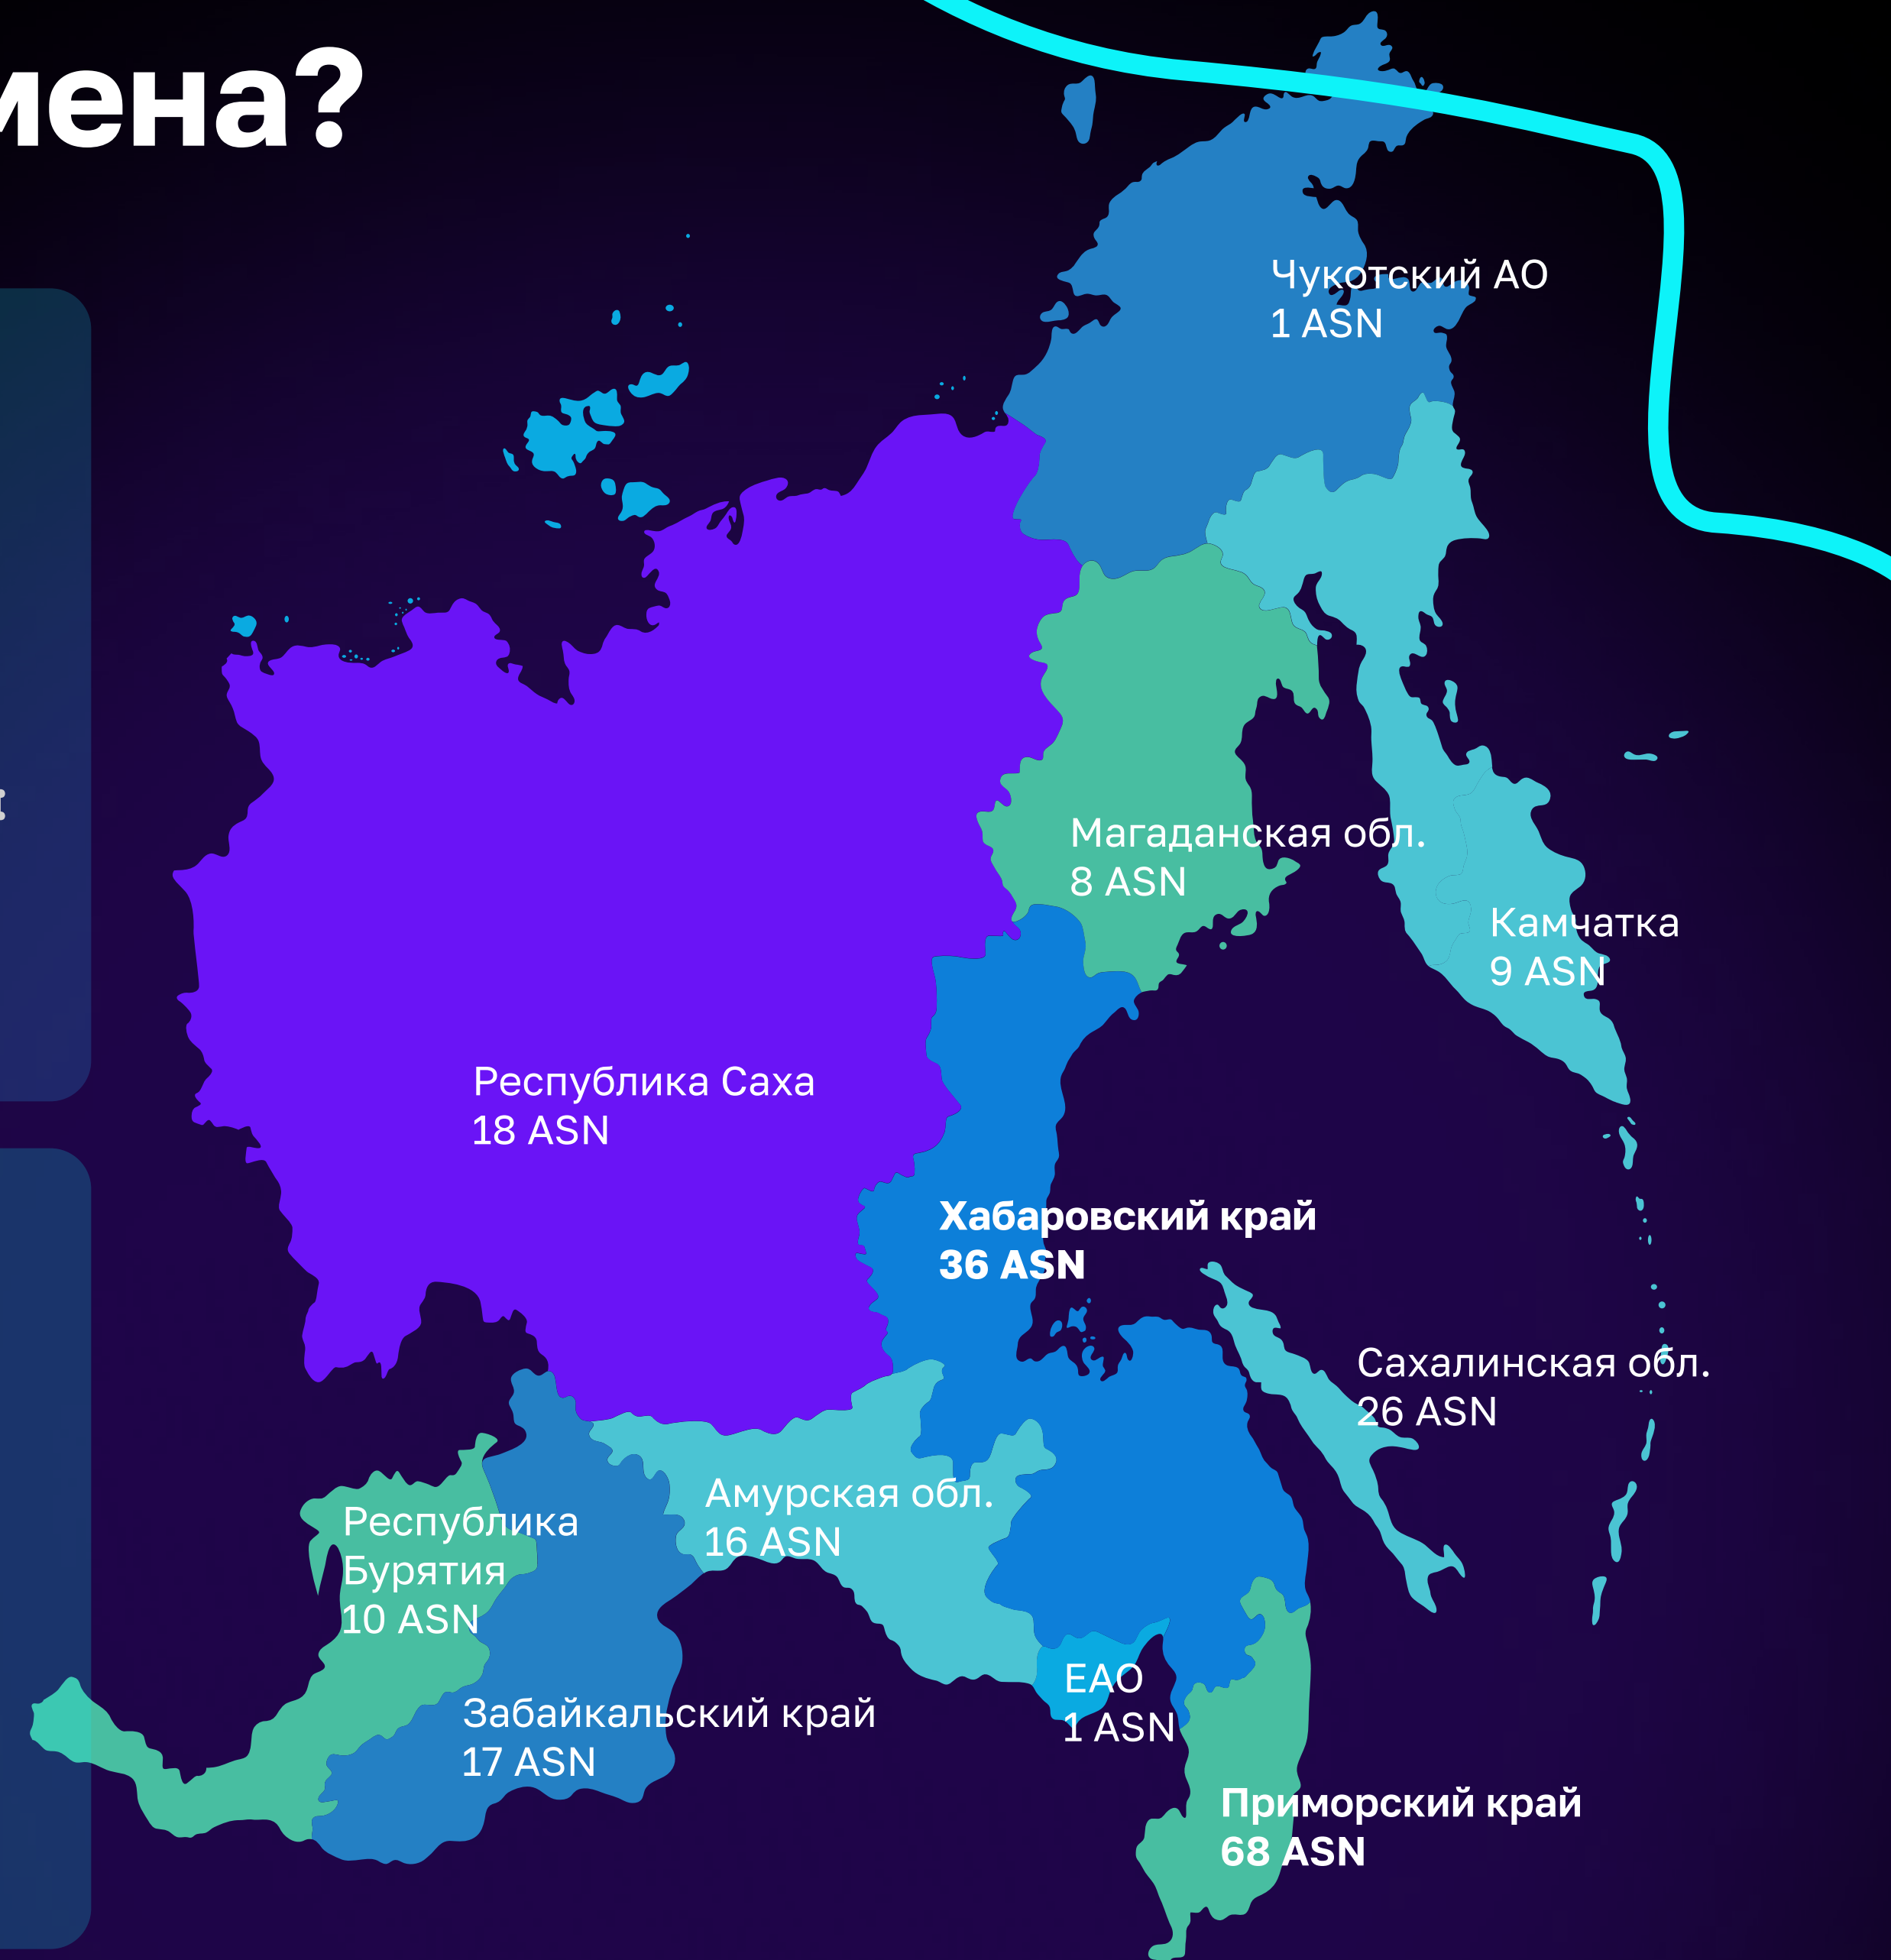 мена?
Чукотский АО
1 ASN
Магаданская обл.
8 ASN
Камчатка
9 ASN
Республика Саха
18 ASN
Хабаровский край
36 ASN
Сахалинская обл.
26 ASN
Амурская обл.
16 ASN
Республика
Бурятия
10 ASN
ЕАО
1 ASN
Забайкальский край
17 ASN
Приморский край
68 ASN